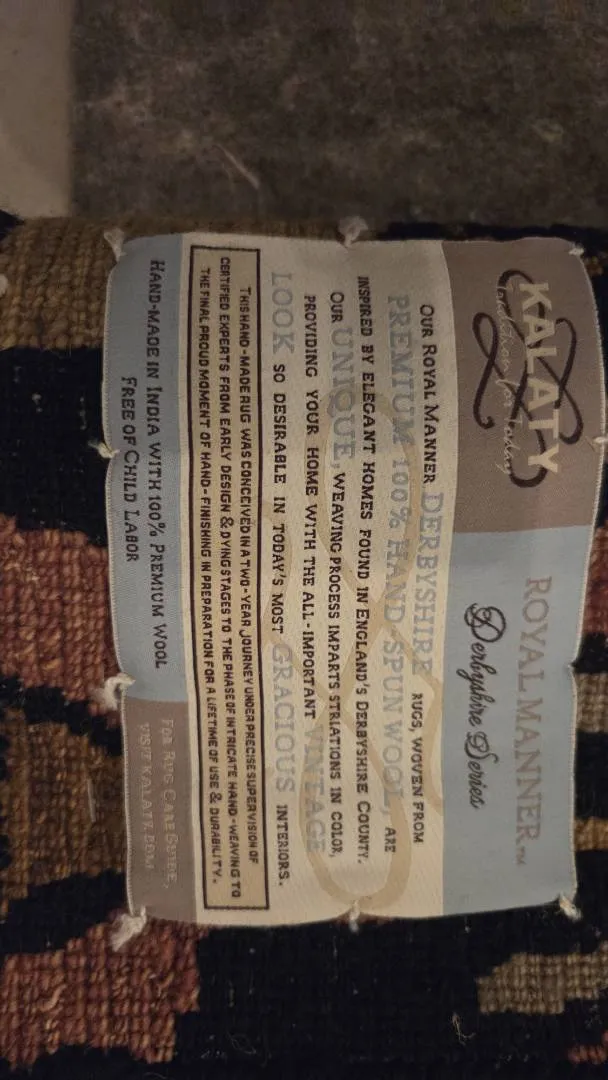 KALATY
Traditions for Today
ROYAL MANNER™
Derbyshire Series
OUR ROYAL MANNER DERBYSHIRE RUGS, WOVEN FROM
PREMIUM 100% HAND-SPUN WOOL, ARE
INSPIRED BY ELEGANT HOMES FOUND IN ENGLAND'S DERBYSHIRE COUNTY.
OUR UNIQUE, WEAVING PROCESS IMPARTS STRIATIONS IN COLOR,
PROVIDING YOUR HOME WITH THE ALL-IMPORTANT VINTAGE
LOOK SO DESIRABLE IN TODAY'S MOST GRACIOUS INTERIORS.
THIS HAND-MADE RUG WAS CONCEIVED IN A TWO-YEAR JOURNEY UNDER PRECISE SUPERVISION OF
CERTIFIED EXPERTS FROM EARLY DESIGN & DYING STAGES TO THE PHASE OF INTRICATE HAND-WEAVING TO
THE FINAL PROUD MOMENT OF HAND-FINISHING IN PREPARATION FOR A LIFETIME OF USE & DURABILITY.
HAND-MADE IN INDIA WITH 100% PREMIUM WOOL
FREE OF CHILD LABOR
FOR RUG CARE GUIDE,
VISIT KALATY.COM